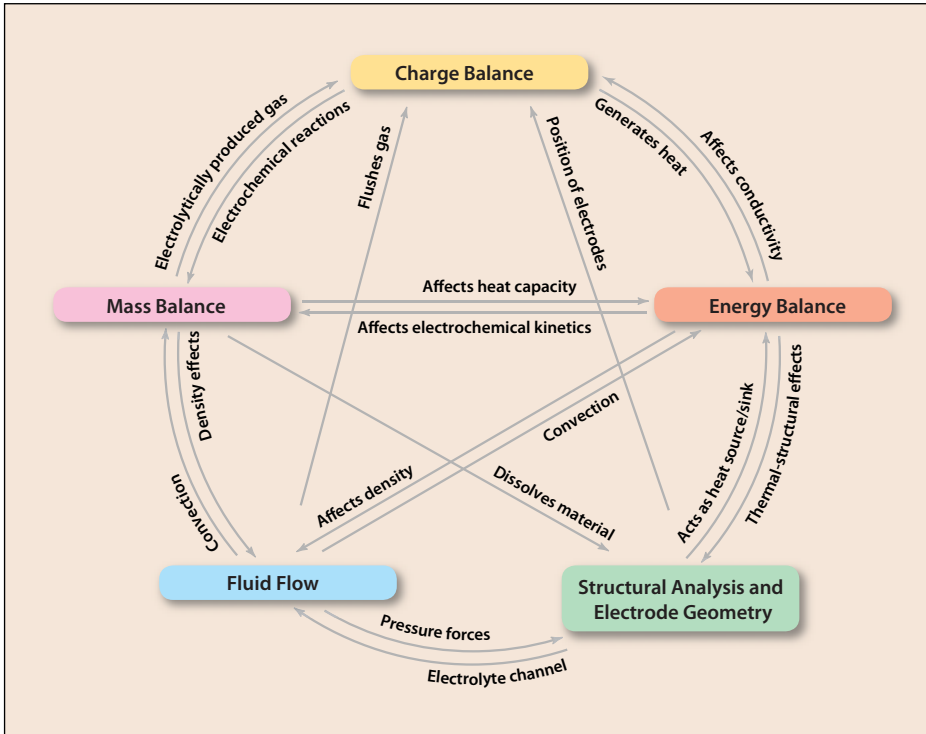 Charge Balance
Electrolytically produced gas
Electrochemical reactions
Flushes gas
Position of electrodes
Generates heat
Affects conductivity
Mass Balance
Affects heat capacity
Affects electrochemical kinetics
Energy Balance
Density effects
Convection
Affects density
Convection
Dissolves material
Acts as heat source/sink
Thermal-structural effects
Fluid Flow
Structural Analysis and
Electrode Geometry
Pressure forces
Electrolyte channel